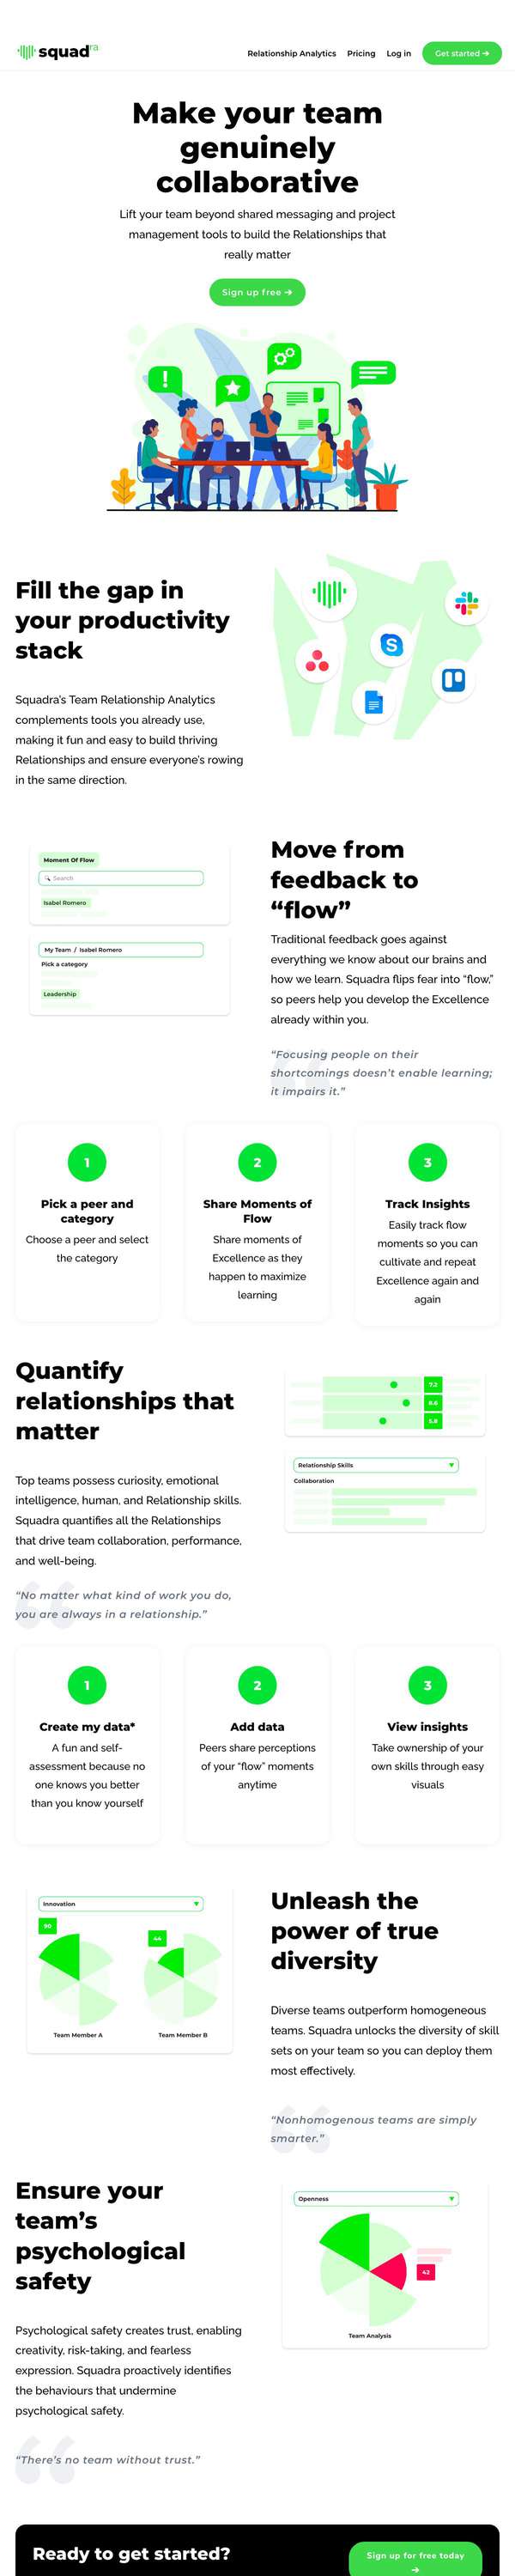 squadra
Relationship Analytics Pricing Log in Get started →
Make your team
genuinely
collaborative
Lift your team beyond shared messaging and project
management tools to build the Relationships that
really matter
Sign up free →
Fill the gap in
your productivity
stack
Squadra's Team Relationship Analytics
complements tools you already use,
making it fun and easy to build thriving
Relationships and ensure everyone's rowing
in the same direction.
Moment Of Flow
Search
Isabel Romero
My Team / Isabel Romero
Pick a category
Leadership
Move from
feedback to
“flow”
Traditional feedback goes against
everything we know about our brains and
how we learn. Squadra flips fear into “flow,”
so peers help you develop the Excellence
already within you.
“Focusing people on their
shortcomings doesn’t enable learning;
it impairs it.”
1
Pick a peer and
category
Choose a peer and select
the category
2
Share Moments of
Flow
Share moments of
Excellence as they
happen to maximize
learning
3
Track Insights
Easily track flow
moments so you can
cultivate and repeat
Excellence again and
again
Quantify
relationships that
matter
Top teams possess curiosity, emotional
intelligence, human, and Relationship skills.
Squadra quantifies all the Relationships
that drive team collaboration, performance,
and well-being.
“No matter what kind of work you do,
you are always in a relationship.”
7.2
Relationship Skills
Collaboration
1
Create my data*
A fun and self-
assessment because no
one knows you better
than you know yourself
2
Add data
Peers share perceptions
of your “flow” moments
anytime
3
View insights
Take ownership of your
own skills through easy
visuals
Innovation
90
44
Team Member A Team Member B
Unleash the
power of true
diversity
Diverse teams outperform homogeneous
teams. Squadra unlocks the diversity of skill
sets on your team so you can deploy them
most effectively.
“Nonhomogenous teams are simply
smarter.”
Ensure your
team’s
psychological
safety
Psychological safety creates trust, enabling
creativity, risk-taking, and fearless
expression. Squadra proactively identifies
the behaviours that undermine
psychological safety.
“There’s no team without trust.”
Openness
43
Team Analysis
Ready to get started?
Sign up for free today
→